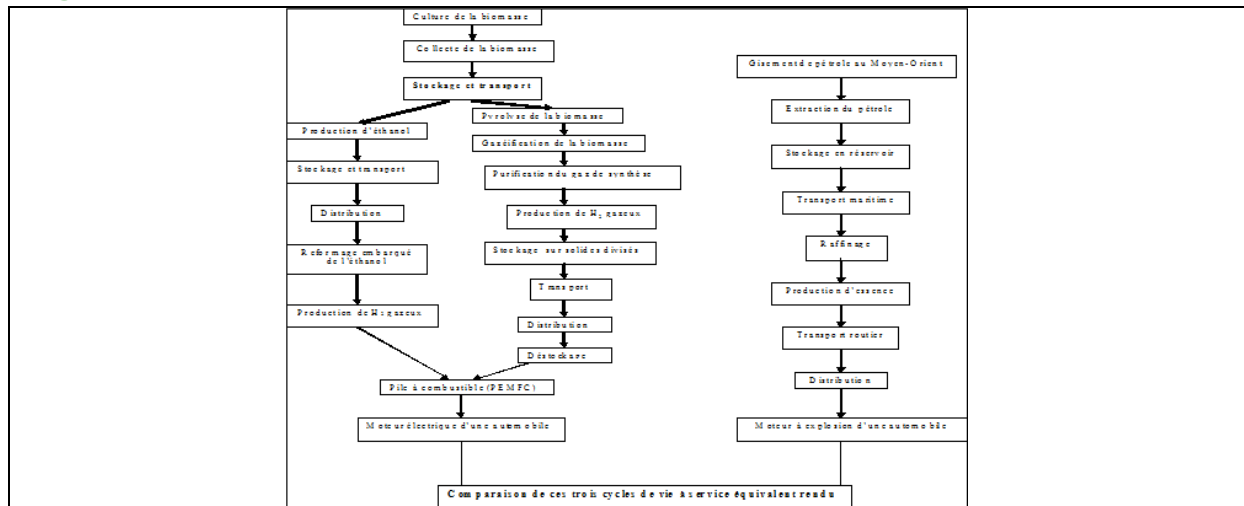 Culture de la biomasse
Collecte de la biomasse
Stockage et transport
Production d'éthanol
Stockage et transport
Distribution
Reformage embarqué
de l'éthanol
Production de H2 gazeux
Pyrolyse de la biomasse
Gazéification de la biomasse
Purification du gaz de synthèse
Production de H2 gazeux
Stockage sur solides divisés
Transport
Distribution
Déstockage
Pile à combustible (PEMFC)
Moteur électrique d'une automobile
Gisement de pétrole au Moyen-Orient
Extraction du pétrole
Stockage en réservoir
Transport maritime
Raffinage
Production d'essence
Transport routier
Distribution
Moteur à explosion d'une automobile
Comparaison de ces trois cycles de vie à service équivalent rendu